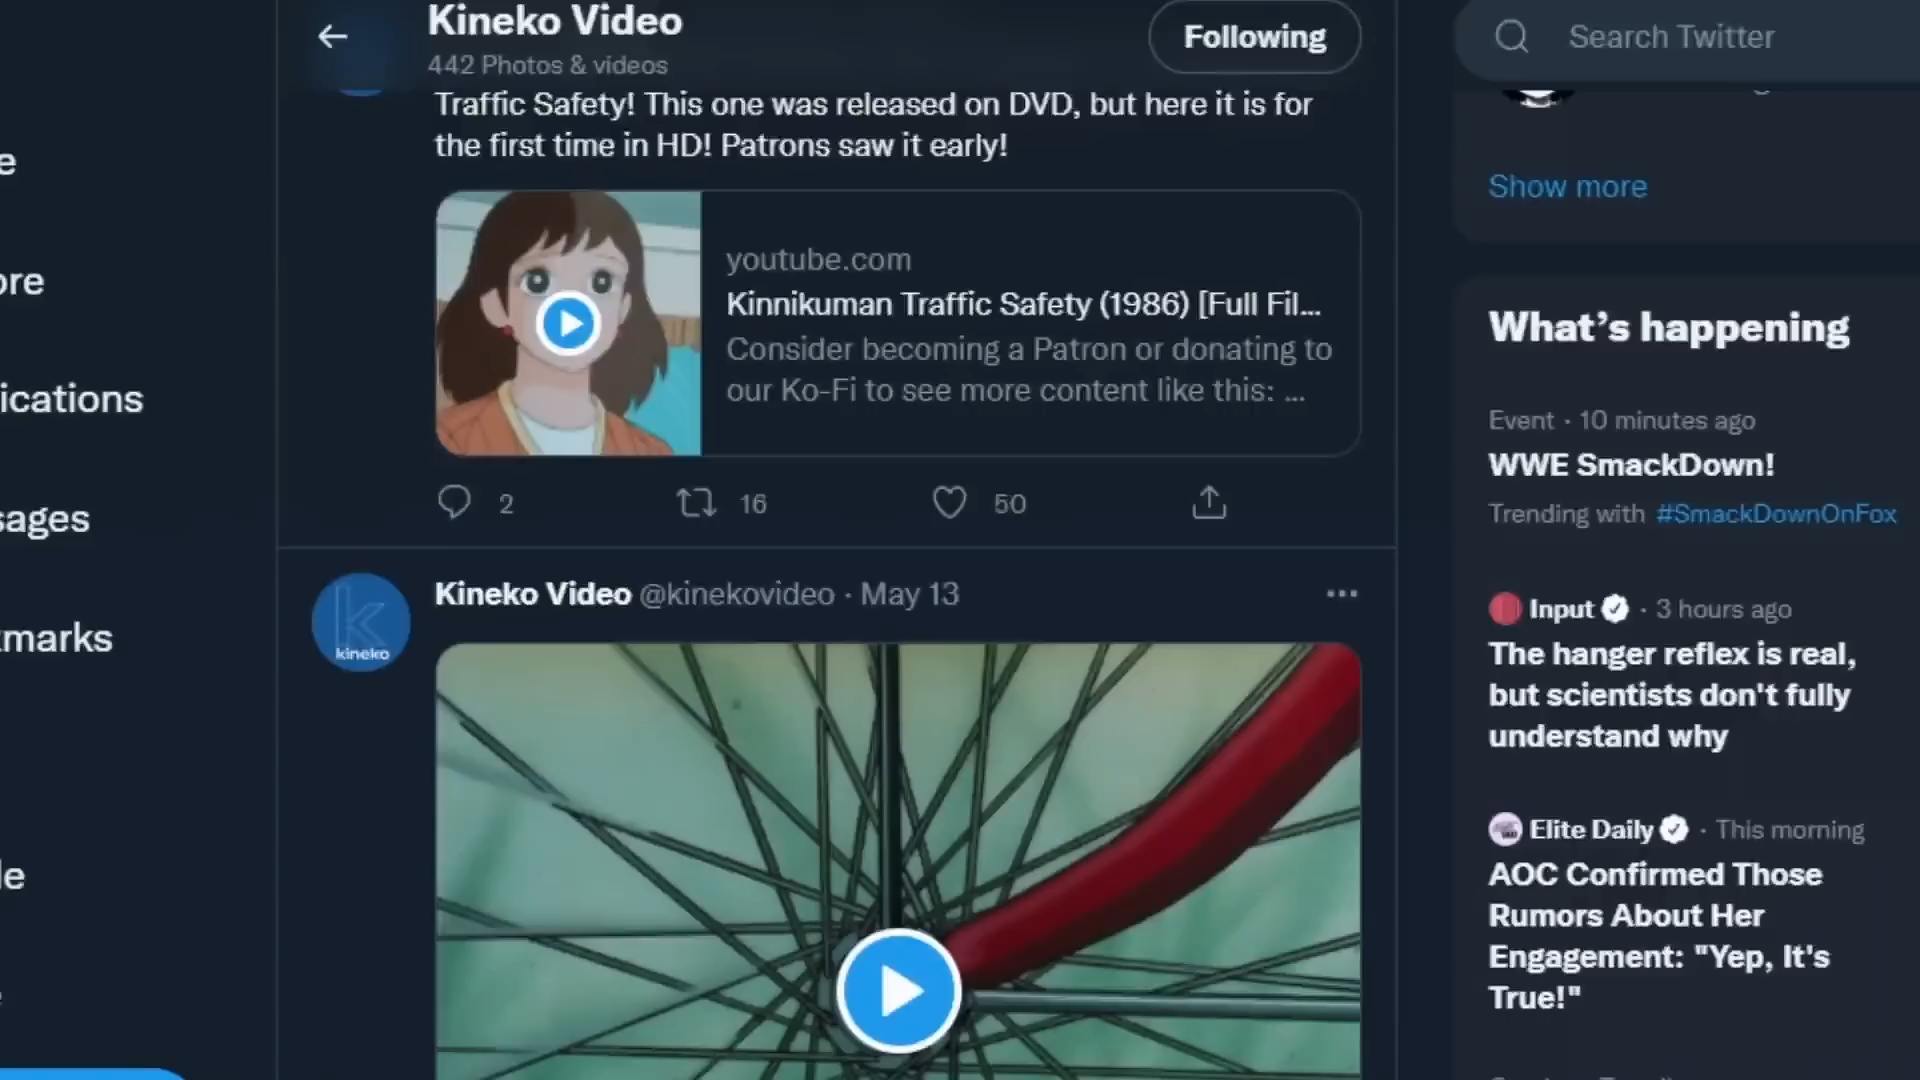 Kineko Video
442 Photos & videos
Following
Traffic Safety! This one was released on DVD, but here it is for
the first time in HD! Patrons saw it early!
youtube.com
Kinnikuman Traffic Safety (1986) [Full Fil...
Consider becoming a Patron or donating to
our Ko-Fi to see more content like this: ...
2
16
50
Kineko Video @kinekovideo · May 13
k
kineko
e
ore
ications
sages
kmarks
le
Search Twitter
Show more
What's happening
Event · 10 minutes ago
WWE SmackDown!
Trending with #SmackDownOnFox
Input · 3 hours ago
The hanger reflex is real,
but scientists don't fully
understand why
Elite Daily · This morning
AOC Confirmed Those
Rumors About Her
Engagement: "Yep, It's
True!"